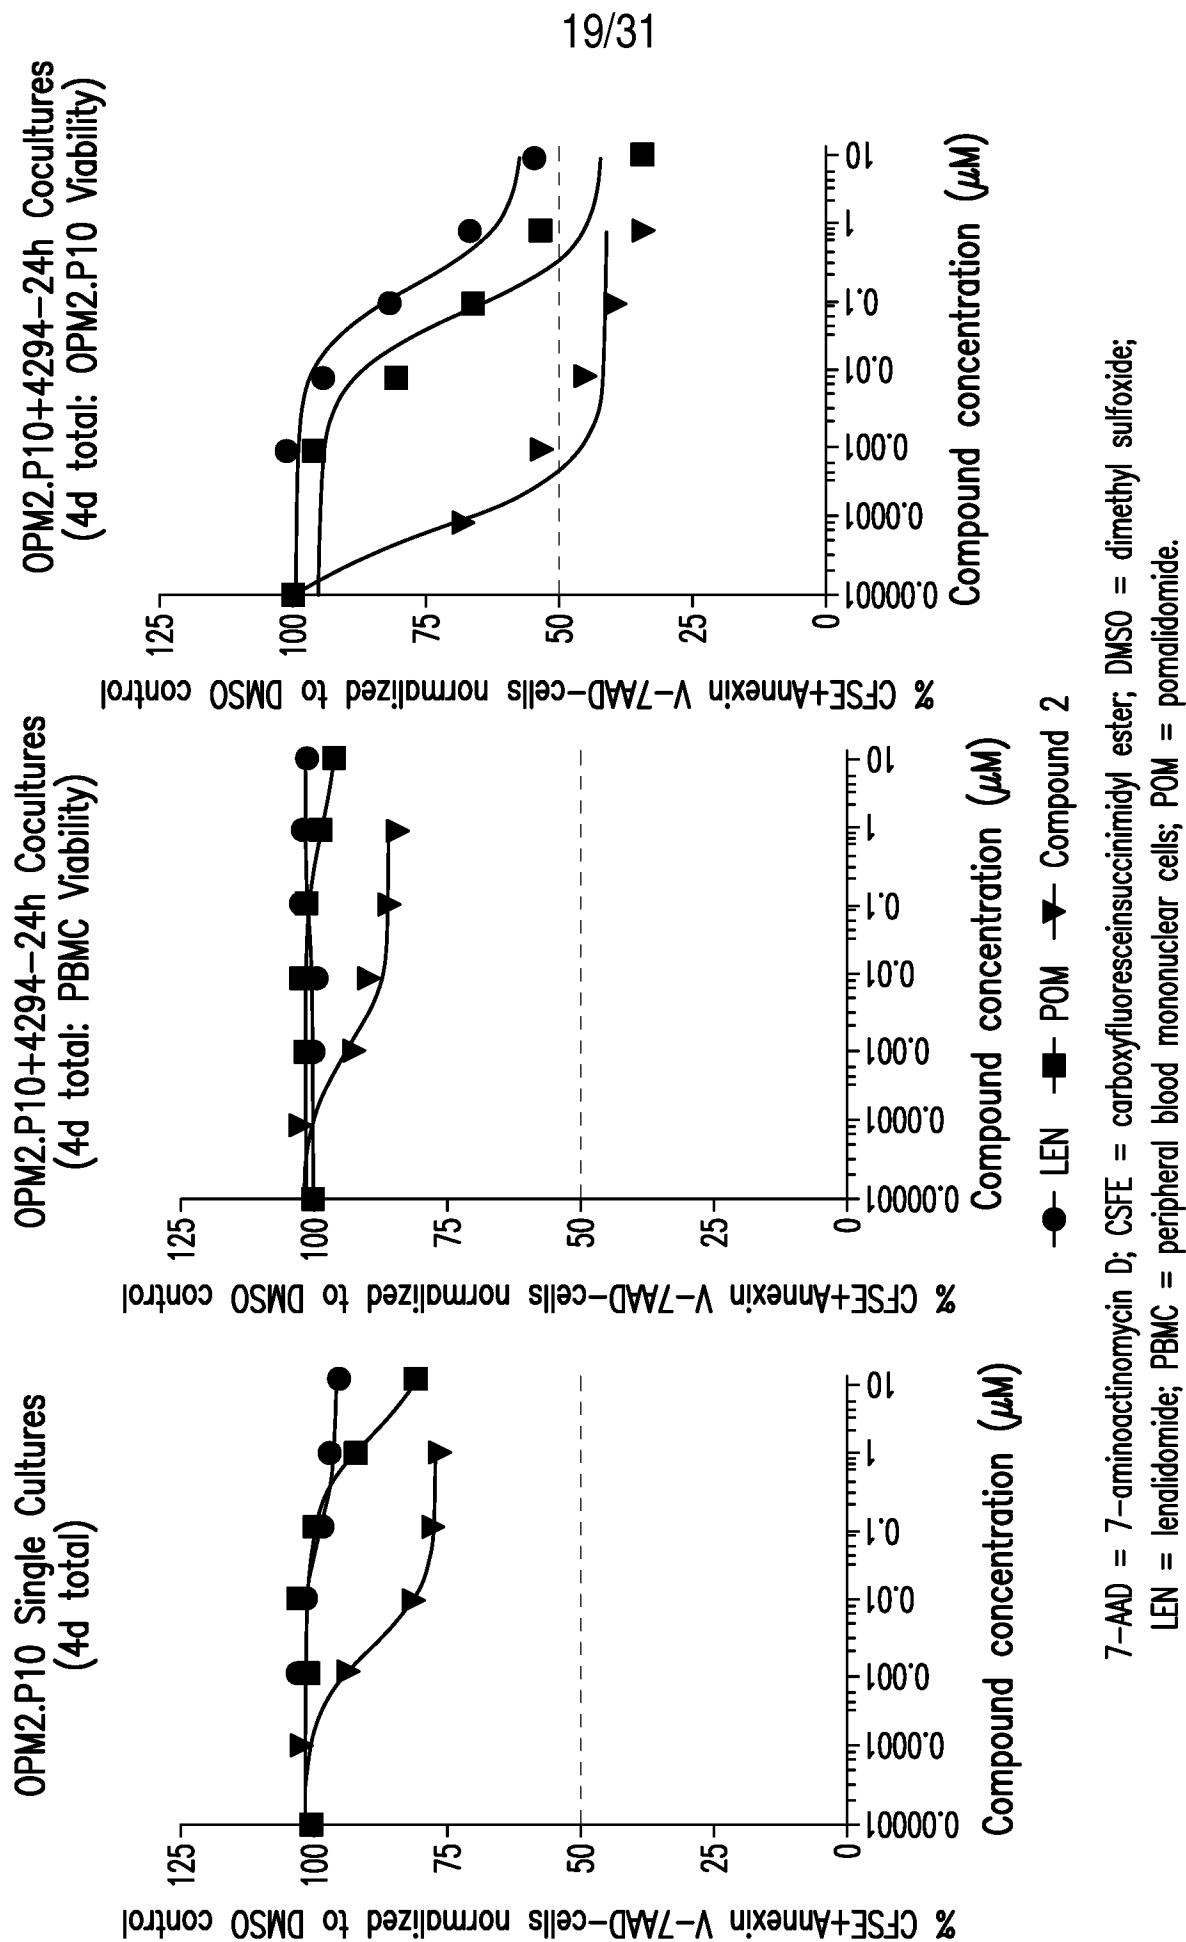 19/31
OPM2.P10 Single Cultures
(4d total)
% CFSE+Annexin V-7AAD-cells normalized to DMSO control
125
100
75
50
25
0
0.00001
0.0001
0.001
0.01
0.1
1
10
Compound concentration (μM)
OPM2.P10+4294-24h Cocultures
(4d total: PBMC Viability)
% CFSE+Annexin V-7AAD-cells normalized to DMSO control
125
100
75
50
25
0
0.00001
0.0001
0.001
0.01
0.1
1
10
Compound concentration (μM)
OPM2.P10+4294-24h Cocultures
(4d total: OPM2.P10 Viability)
% CFSE+Annexin V-7AAD-cells normalized to DMSO control
125
100
75
50
25
0
0.00001
0.0001
0.001
0.01
0.1
1
10
Compound concentration (μM)
LEN POM Compound 2
7-AAD = 7-aminoactinomycin D; CSFE = carboxyfluoresceinsuccinimidyl ester; DMSO = dimethyl sulfoxide;
LEN = lenalidomide; PBMC = peripheral blood mononuclear cells; POM = pomalidomide.